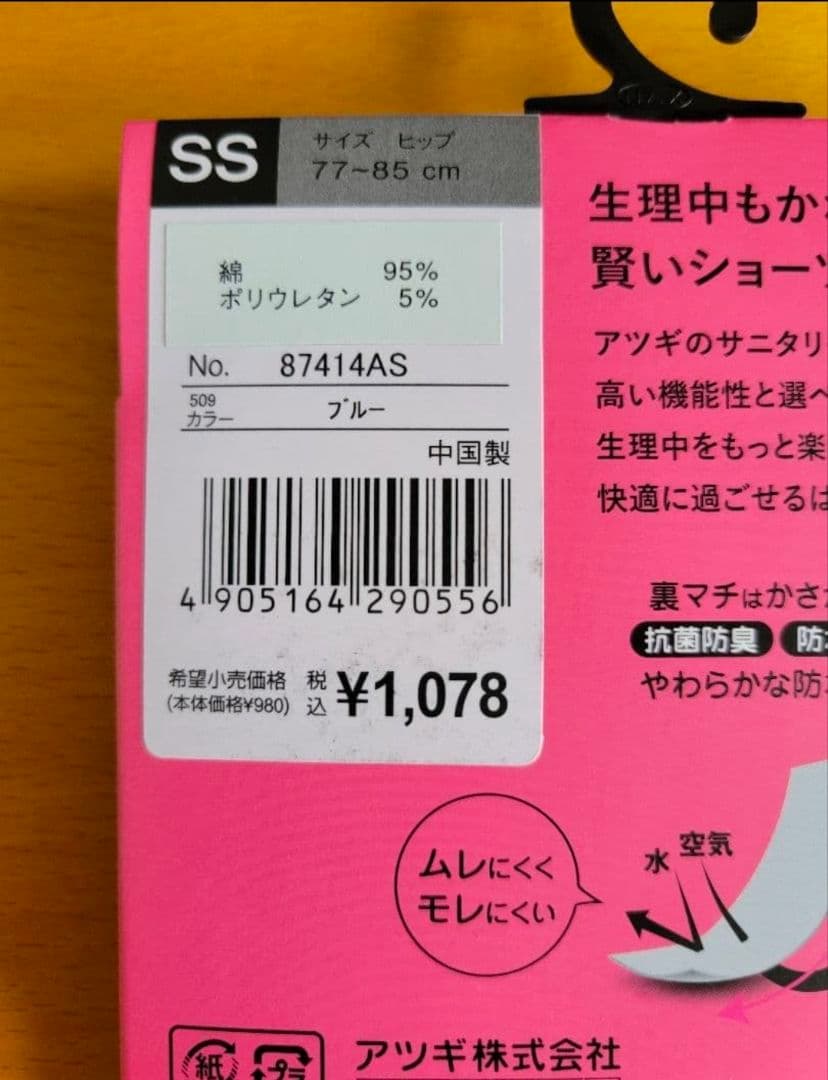 SS
サイズ ヒップ
77~85 cm
綿 95%
ポリウレタン 5%
No. 87414AS
509
カラー ブルー
中国製
4 905164 290556
希望小売価格 税込 ¥1,078
(本体価格¥980)
生理中もか
賢いショーツ
アツギのサニタリ
高い機能性と選べ
生理中をもっと楽
快適に過ごせるは
裏マチはかさ
抗菌防臭 防
やわらかな防
ムレにくく
モレにくい
水 空気
紙 プラ
アツギ株式会社